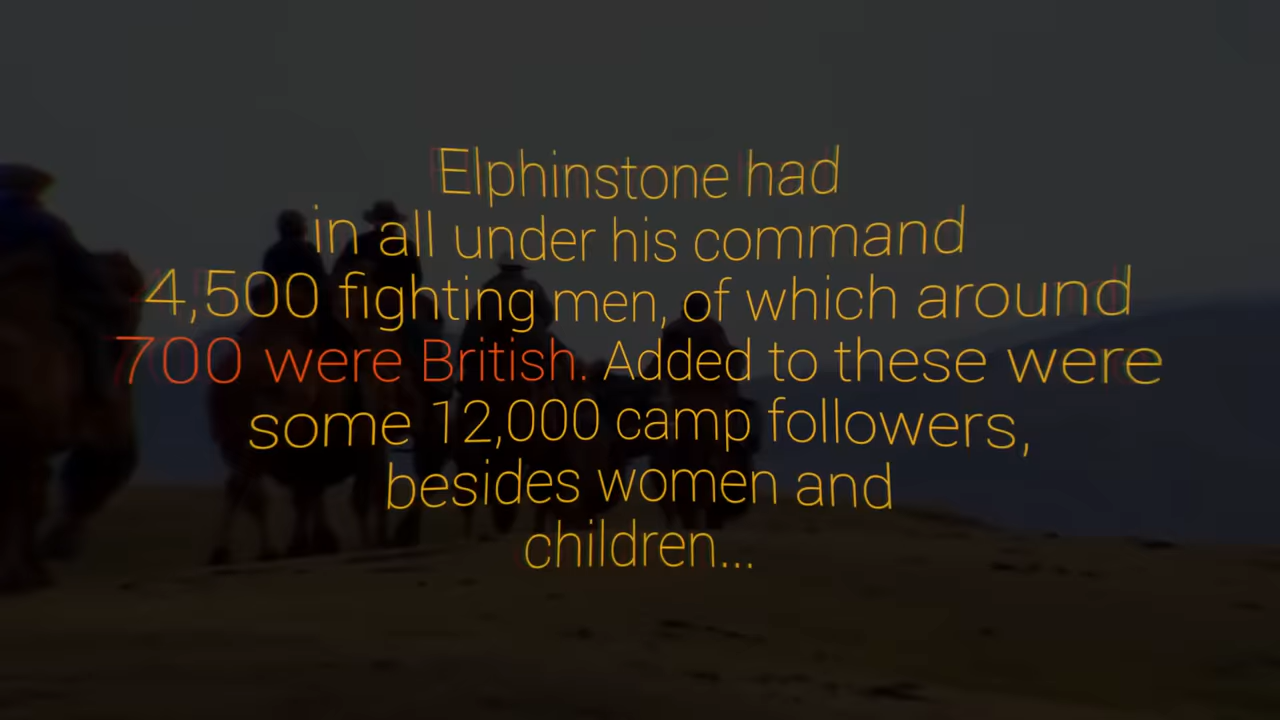 Elphinstone had
in all under his command
4,500 fighting men, of which around
700 were British. Added to these were
some 12,000 camp followers,
besides women and
children...